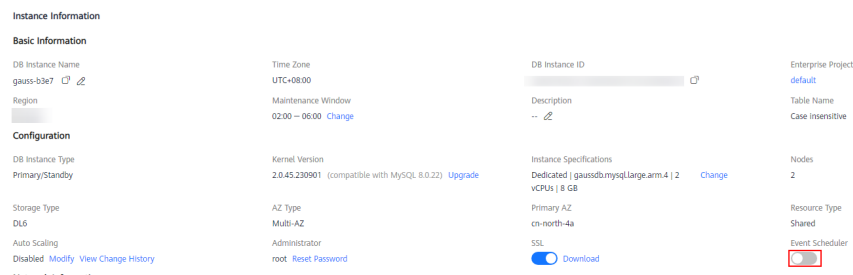 Instance Information
Basic Information
DB Instance Name
Time Zone
DB Instance ID
Enterprise Project
gauss-b3e7
UTC+08:00
default
Region
Maintenance Window
Description
Table Name
02:00 — 06:00 Change
--
Case insensitive
Configuration
DB Instance Type
Kernel Version
Instance Specifications
Nodes
Primary/Standby
2.0.45.230901 (compatible with MySQL 8.0.22) Upgrade
Dedicated | gaussdb.mysql.large.arm.4 | 2
vCPUs | 8 GB
Change
2
Storage Type
AZ Type
Primary AZ
Resource Type
DL6
Multi-AZ
cn-north-4a
Shared
Auto Scaling
Administrator
SSL
Event Scheduler
Disabled Modify View Change History
root Reset Password
Download